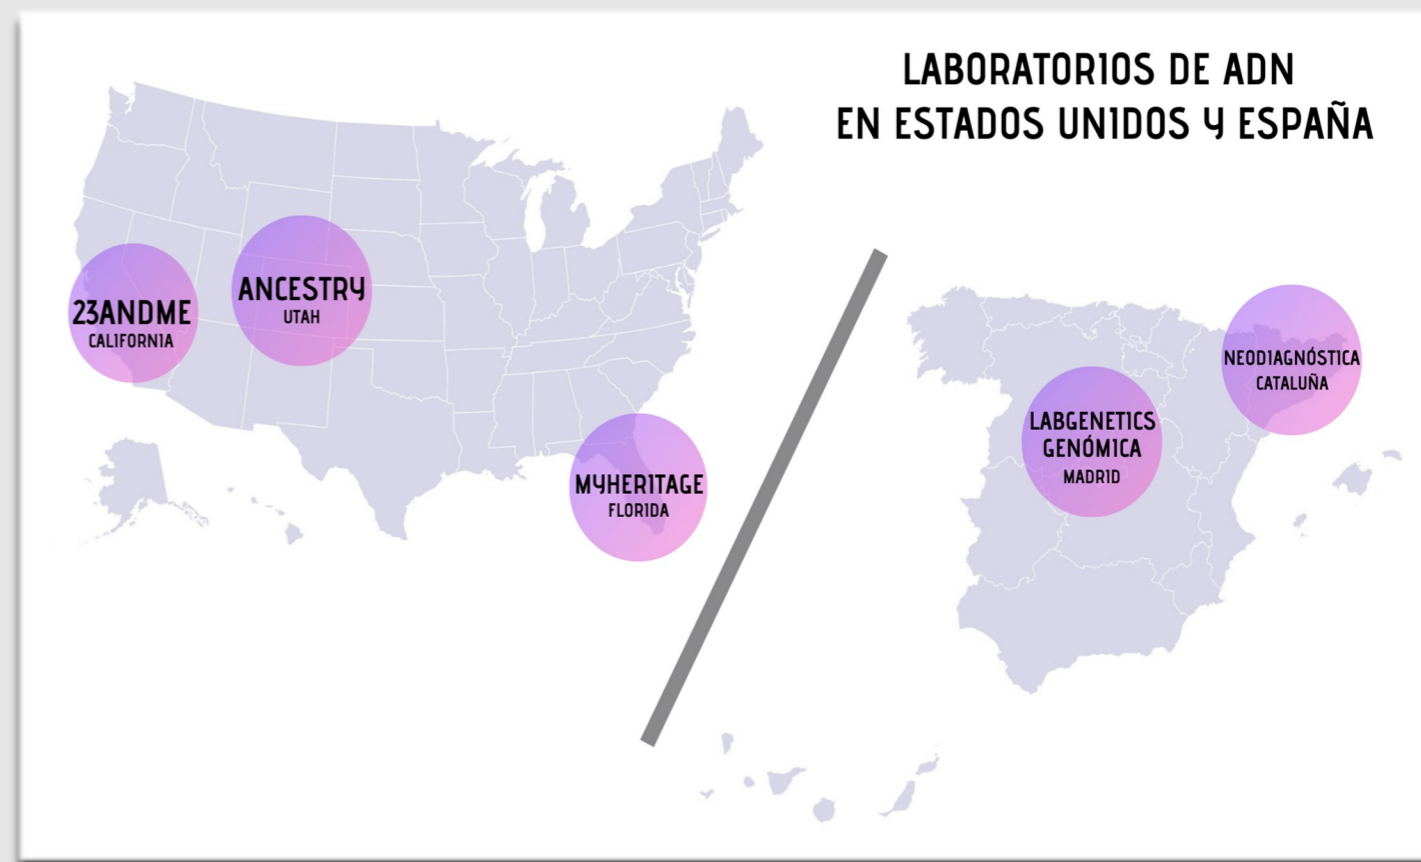 LABORATORIOS DE ADN
EN ESTADOS UNIDOS Y ESPAÑA
23ANDME
CALIFORNIA
ANCESTRY
UTAH
MYHERITAGE
FLORIDA
LABGENETICS
GENÓMICA
MADRID
NEODIAGNÓSTICA
CATALUÑA